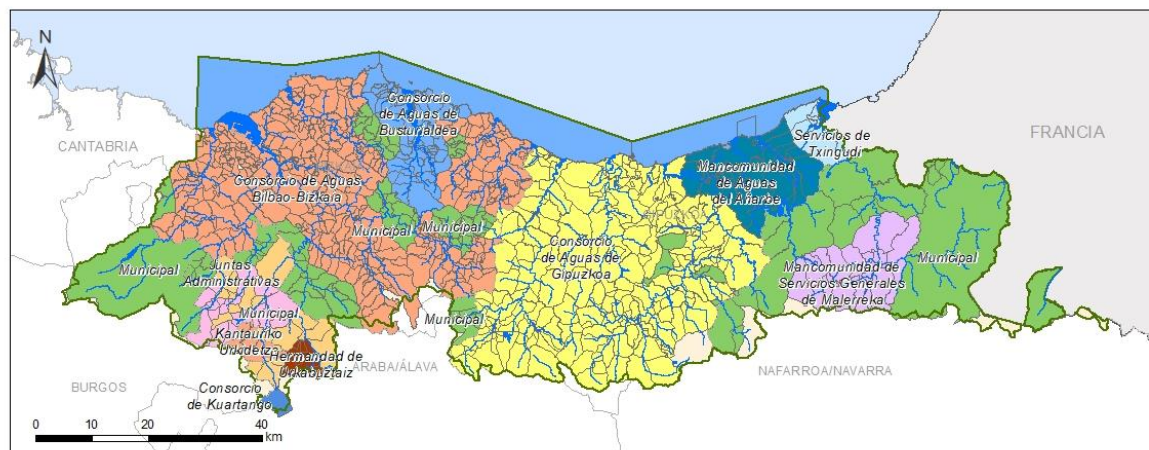 N
CANTABRIA
Consorcio
de Aguas de
Busturialdea
Servicios de
Txingudi
FRANCIA
Mancomunidad
de Aguas
del Añarbe
Consorcio de Aguas
Bilbao-Bizkaia
Municipal
Municipal
Consorcio
de Aguas de
Gipuzkoa
Municipal
Juntas
Administrativas
Mancomunidad de
Servicios Generales
de Malerreka
Municipal
Municipal
Municipal
Kantauriko
Urkidetza
Hermandad de
Urkabustaiz
ARABA/ÁLAVA
BURGOS
Consorcio
de Kuartango
NAFARROA/NAVARRA
0 10 20 40
km